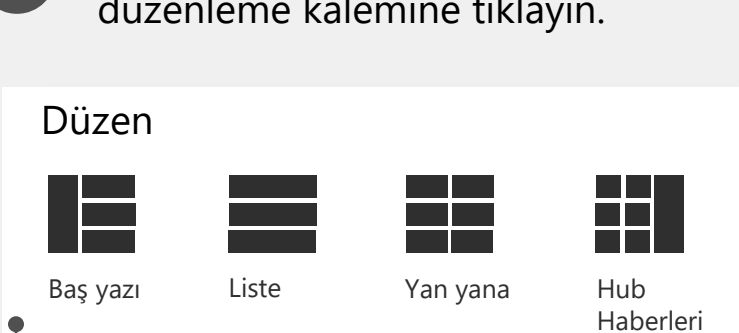 düzenleme kalemine tıklayın.
Düzen
Baş yazı
Liste
Yan yana
Hub
Haberleri